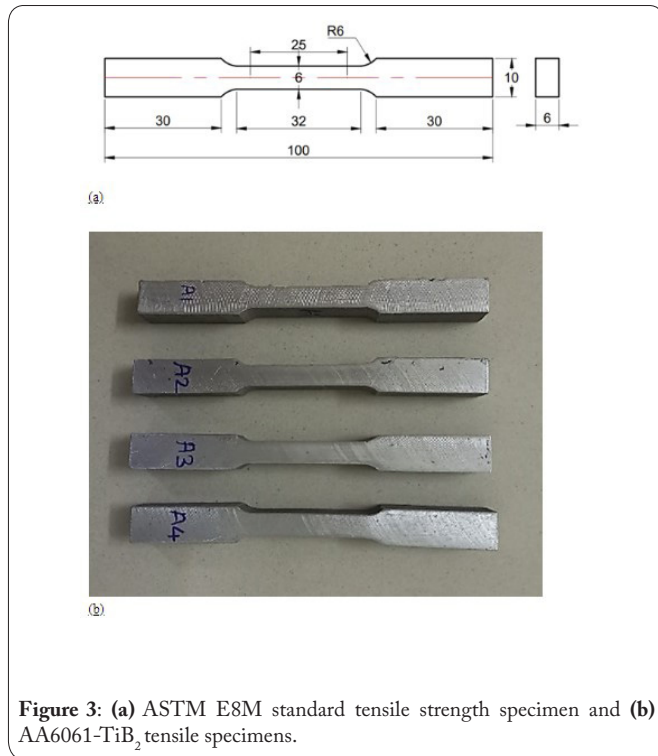 25
R6
6
10
30
32
30
6
100
(a)
A1
A2
A3
A4
(b)
Figure 3: (a) ASTM E8M standard tensile strength specimen and (b)
AA6061-TiB₂ tensile specimens.